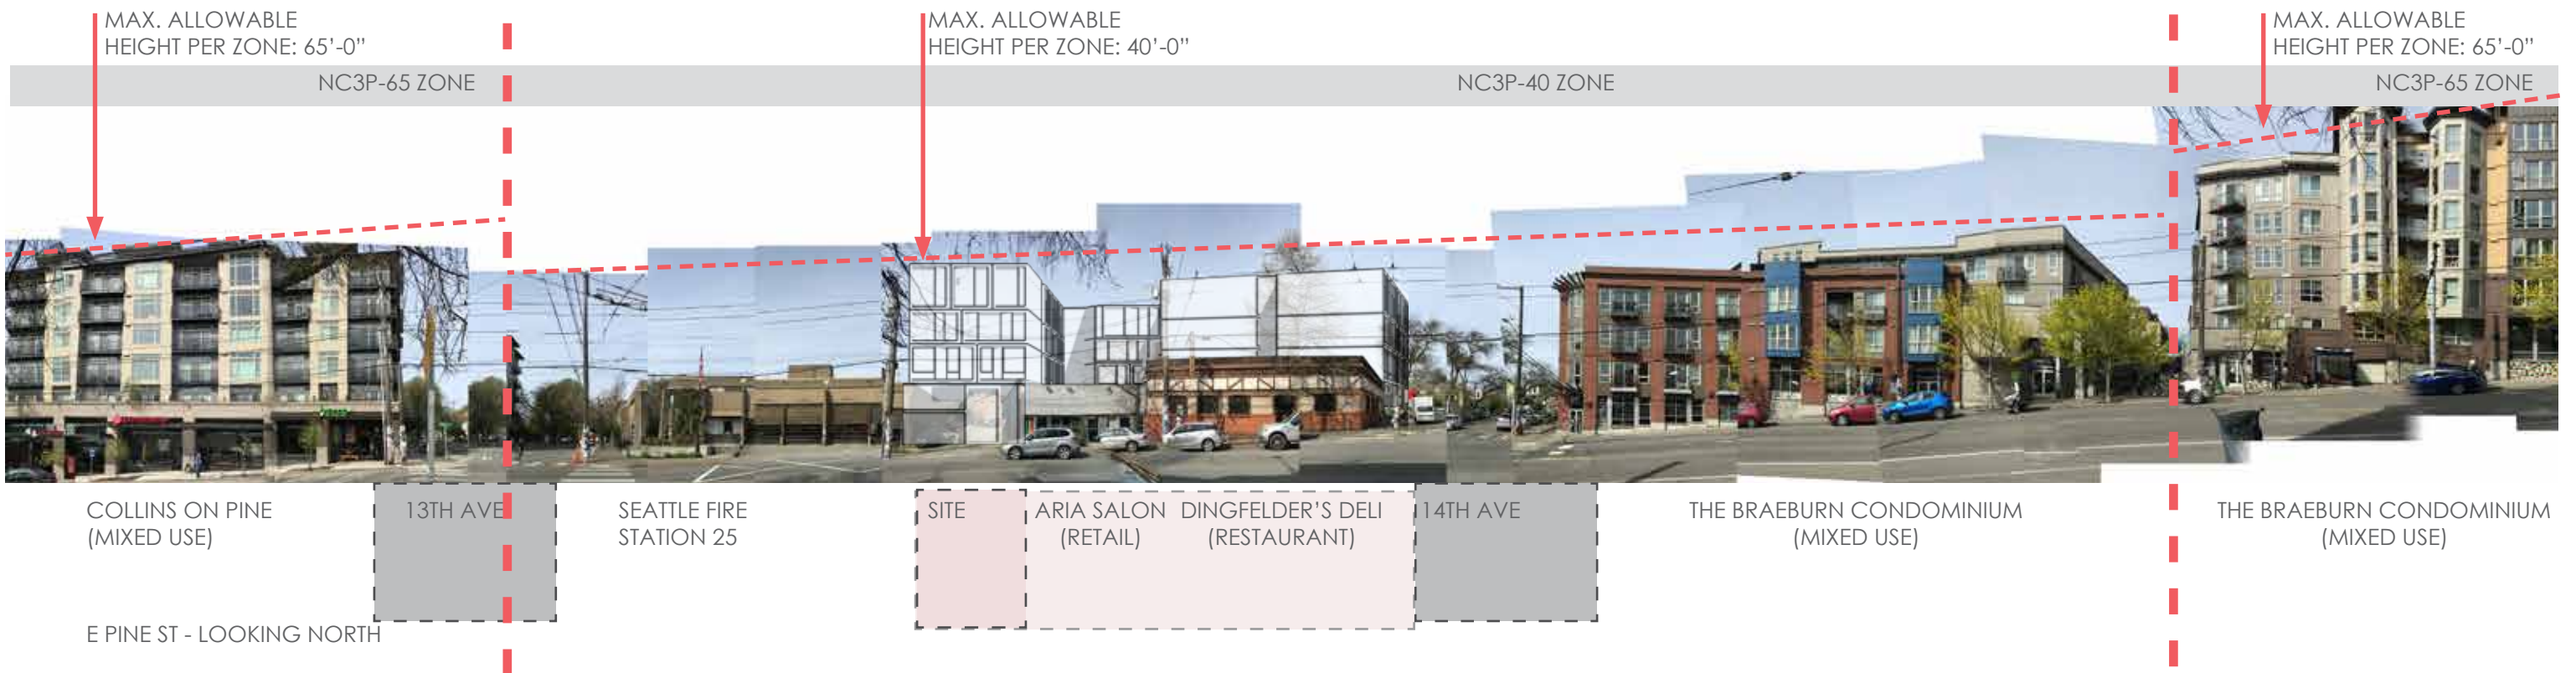 MAX. ALLOWABLE
HEIGHT PER ZONE: 65'-0”
MAX. ALLOWABLE
HEIGHT PER ZONE: 40'-0”
MAX. ALLOWABLE
HEIGHT PER ZONE: 65'-0”
NC3P-65 ZONE
NC3P-40 ZONE
NC3P-65 ZONE
COLLINS ON PINE
(MIXED USE)
13TH AVE
SEATTLE FIRE
STATION 25
SITE
ARIA SALON
(RETAIL)
DINGFELDER'S DELI
(RESTAURANT)
14TH AVE
THE BRAEBURN CONDOMINIUM
(MIXED USE)
THE BRAEBURN CONDOMINIUM
(MIXED USE)
E PINE ST - LOOKING NORTH